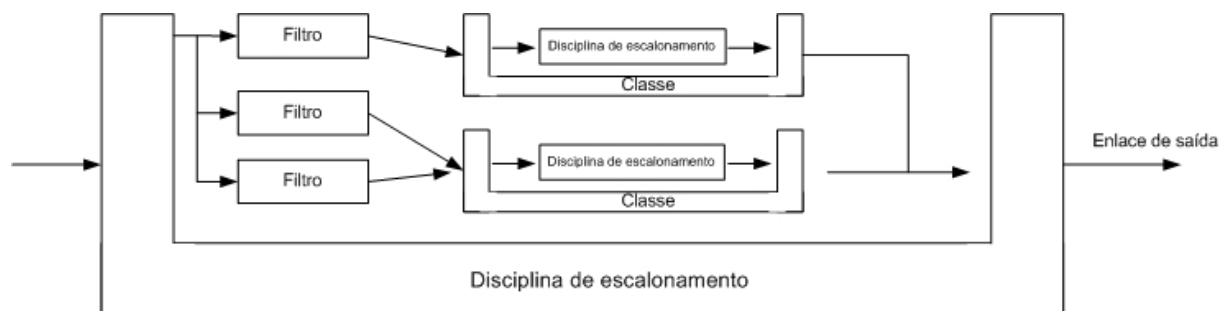 Filtro
Disciplina de escalonamento
Classe
Filtro
Filtro
Disciplina de escalonamento
Classe
Enlace de saída
Disciplina de escalonamento